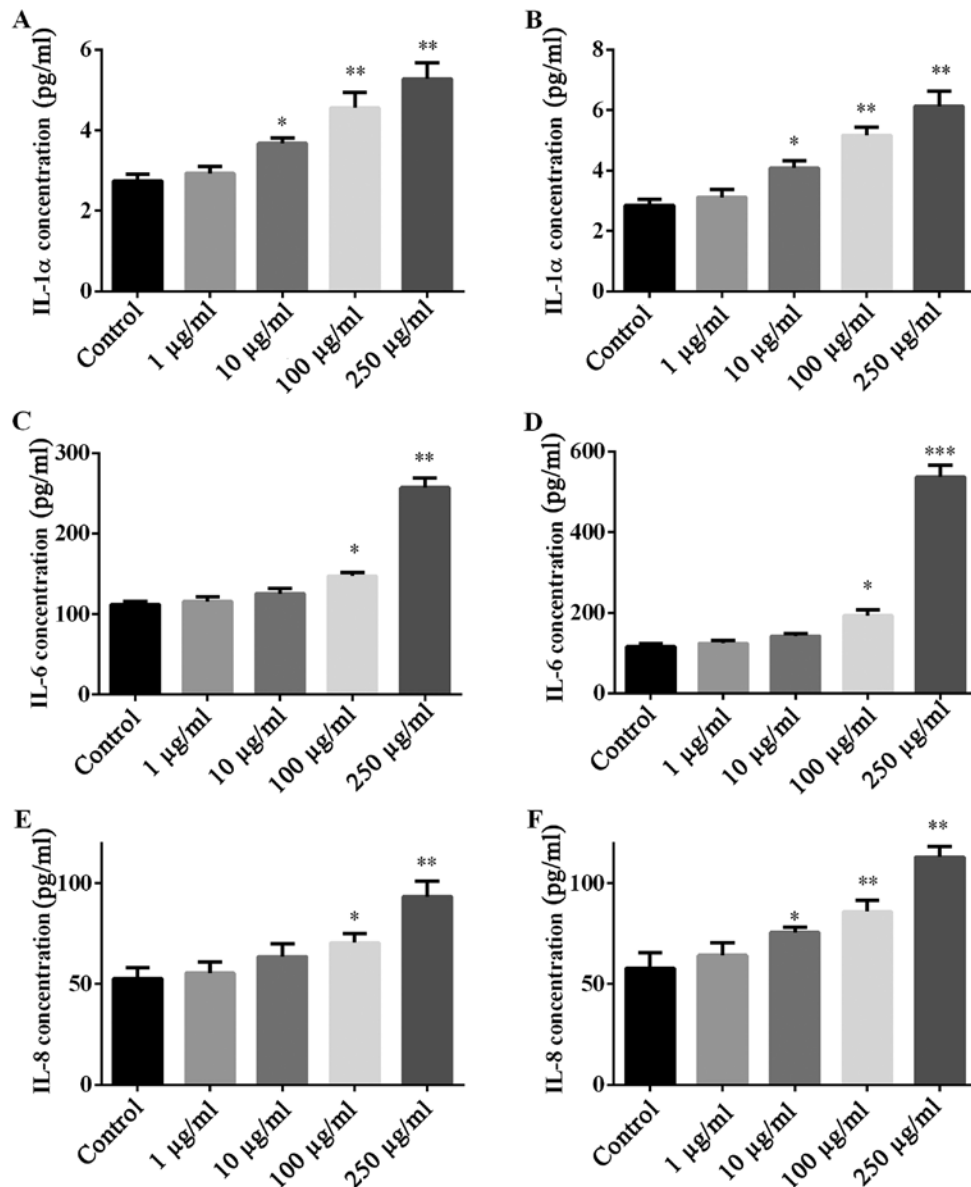 A
IL-1α concentration (pg/ml)
6
4
2
0
*
**
**
Control
1 μg/ml
10 μg/ml
100 μg/ml
250 μg/ml
B
IL-1α concentration (pg/ml)
8
6
4
2
0
*
**
**
Control
1 μg/ml
10 μg/ml
100 μg/ml
250 μg/ml
C
IL-6 concentration (pg/ml)
300
200
100
0
*
**
Control
1 μg/ml
10 μg/ml
100 μg/ml
250 μg/ml
D
IL-6 concentration (pg/ml)
600
400
200
0
*
***
Control
1 μg/ml
10 μg/ml
100 μg/ml
250 μg/ml
E
IL-8 concentration (pg/ml)
100
50
0
*
**
Control
1 μg/ml
10 μg/ml
100 μg/ml
250 μg/ml
F
IL-8 concentration (pg/ml)
100
50
0
*
**
**
Control
1 μg/ml
10 μg/ml
100 μg/ml
250 μg/ml